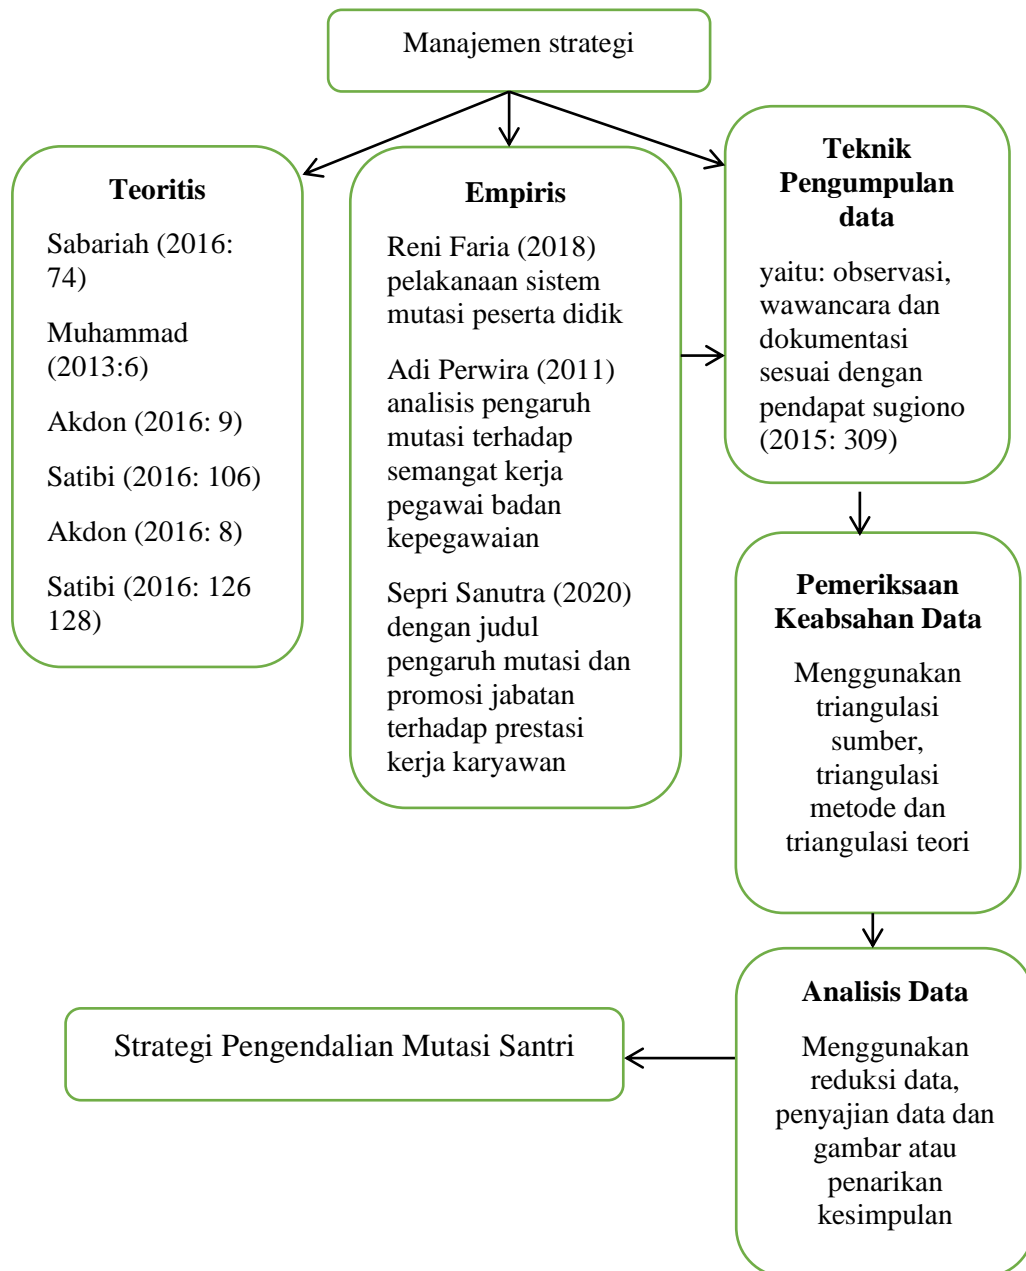 Manajemen strategi
Teoritis
Sabariah (2016:
74)
Muhammad
(2013:6)
Akdon (2016: 9)
Satibi (2016: 106)
Akdon (2016: 8)
Satibi (2016: 126
128)
Empiris
Reni Faria (2018)
pelakanaan sistem
mutasi peserta didik
Adi Perwira (2011)
analisis pengaruh
mutasi terhadap
semangat kerja
pegawai badan
kepegawaian
Sepri Sanutra (2020)
dengan judul
pengaruh mutasi dan
promosi jabatan
terhadap prestasi
kerja karyawan
Teknik
Pengumpulan
data
yaitu: observasi,
wawancara dan
dokumentasi
sesuai dengan
pendapat sugiono
(2015: 309)
Pemeriksaan
Keabsahan Data
Menggunakan
triangulasi
sumber,
triangulasi
metode dan
triangulasi teori
Analisis Data
Menggunakan
reduksi data,
penyajian data dan
gambar atau
penarikan
kesimpulan
Strategi Pengendalian Mutasi Santri